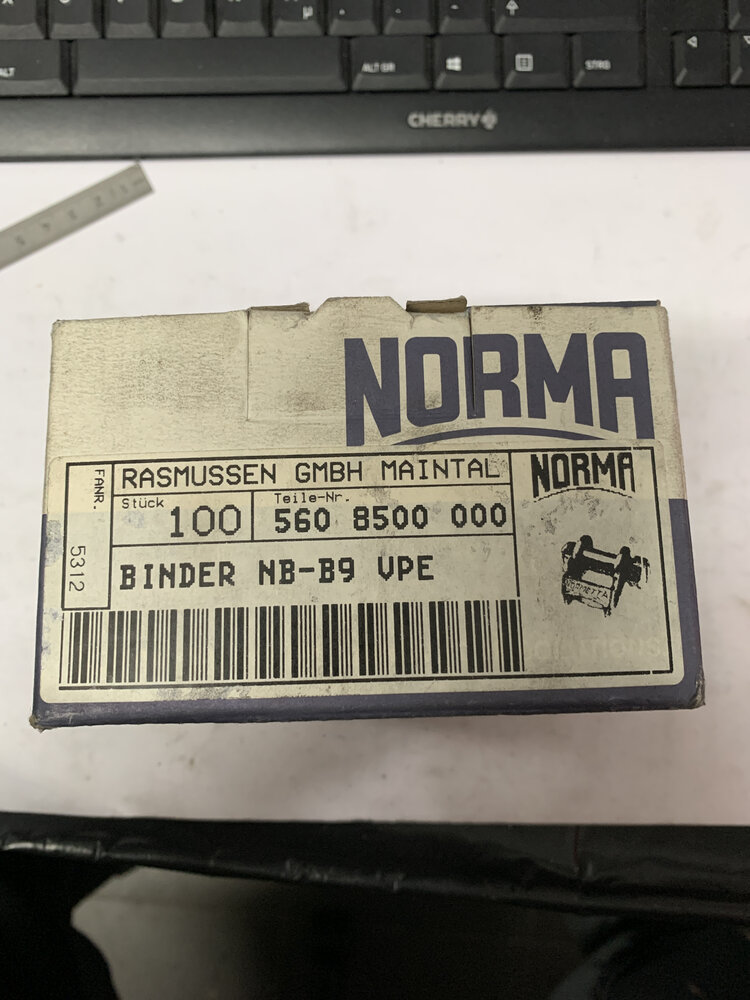 ALT
ALT GR
STRG
CHERRY
NORMA
FANR.
5312
RASMUSSEN GMBH MAINTAL
Stück
100
Teile-Nr.
560 8500 000
BINDER NB-B9 VPE
NORMA